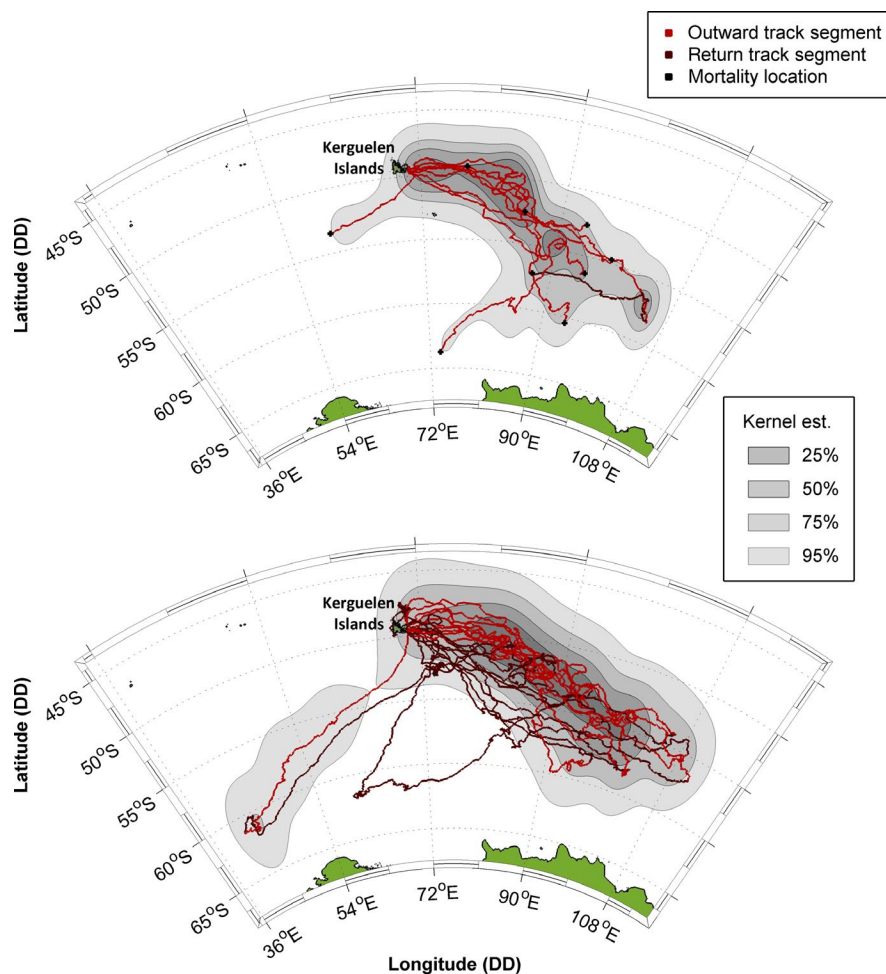 Outward track segment
Return track segment
Mortality location
Kerguelen
Islands
Latitude (DD)
45°S
50°S
55°S
60°S
65°S
36°E
54°E
72°E
90°E
108°E
Kernel est.
25%
50%
75%
95%
Kerguelen
Islands
Latitude (DD)
45°S
50°S
55°S
60°S
65°S
36°E
54°E
72°E
90°E
108°E
Longitude (DD)